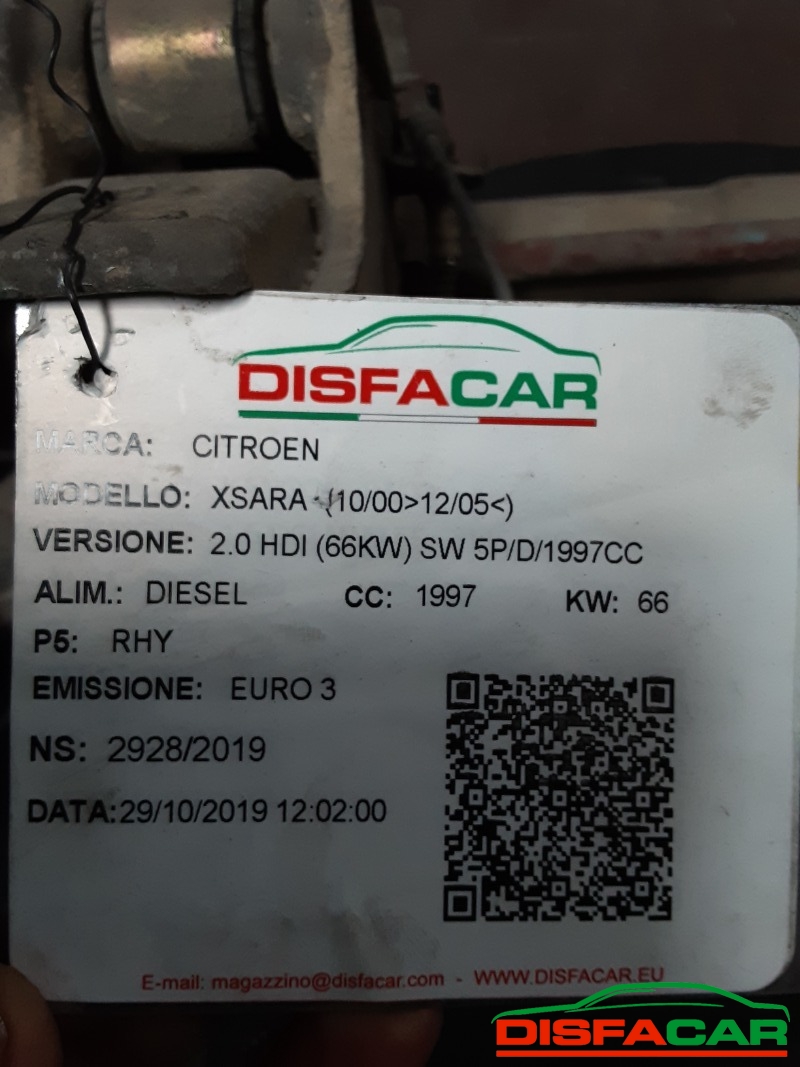 DISFACAR
MARCA: CITROEN
MODELLO: XSARA (10/00>12/05<)
VERSIONE: 2.0 HDI (66KW) SW 5P/D/1997CC
ALIM.: DIESEL CC: 1997 KW: 66
P5: RHY
EMISSIONE: EURO 3
NS: 2928/2019
DATA:29/10/2019 12:02:00
E-mail: magazzino@disfacar.com - WWW.DISFACAR.EU
DISFACAR